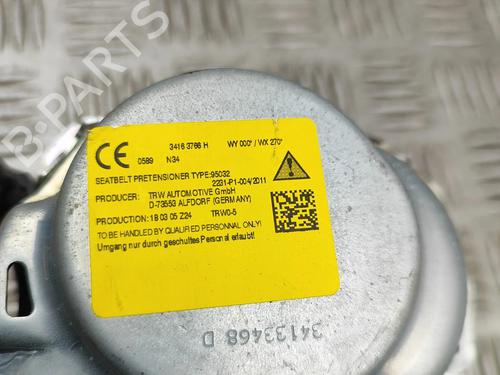 B-Parts
3416 3766 H WY 000° / WX 270°
CE
0589 N34
SEATBELT PRETENSIONER TYPE:95032
2231-P1-004/2011
PRODUCER: TRW AUTOMOTIVE GmbH
D-73553 ALFDORF (GERMANY)
PRODUCTION: 18 03 05 Z24 TRW0-5
TO BE HANDLED BY QUALIFIED PERSONNAL ONLY!
Umgang nur durch geschultes Personal erlaubt!
34133468 D